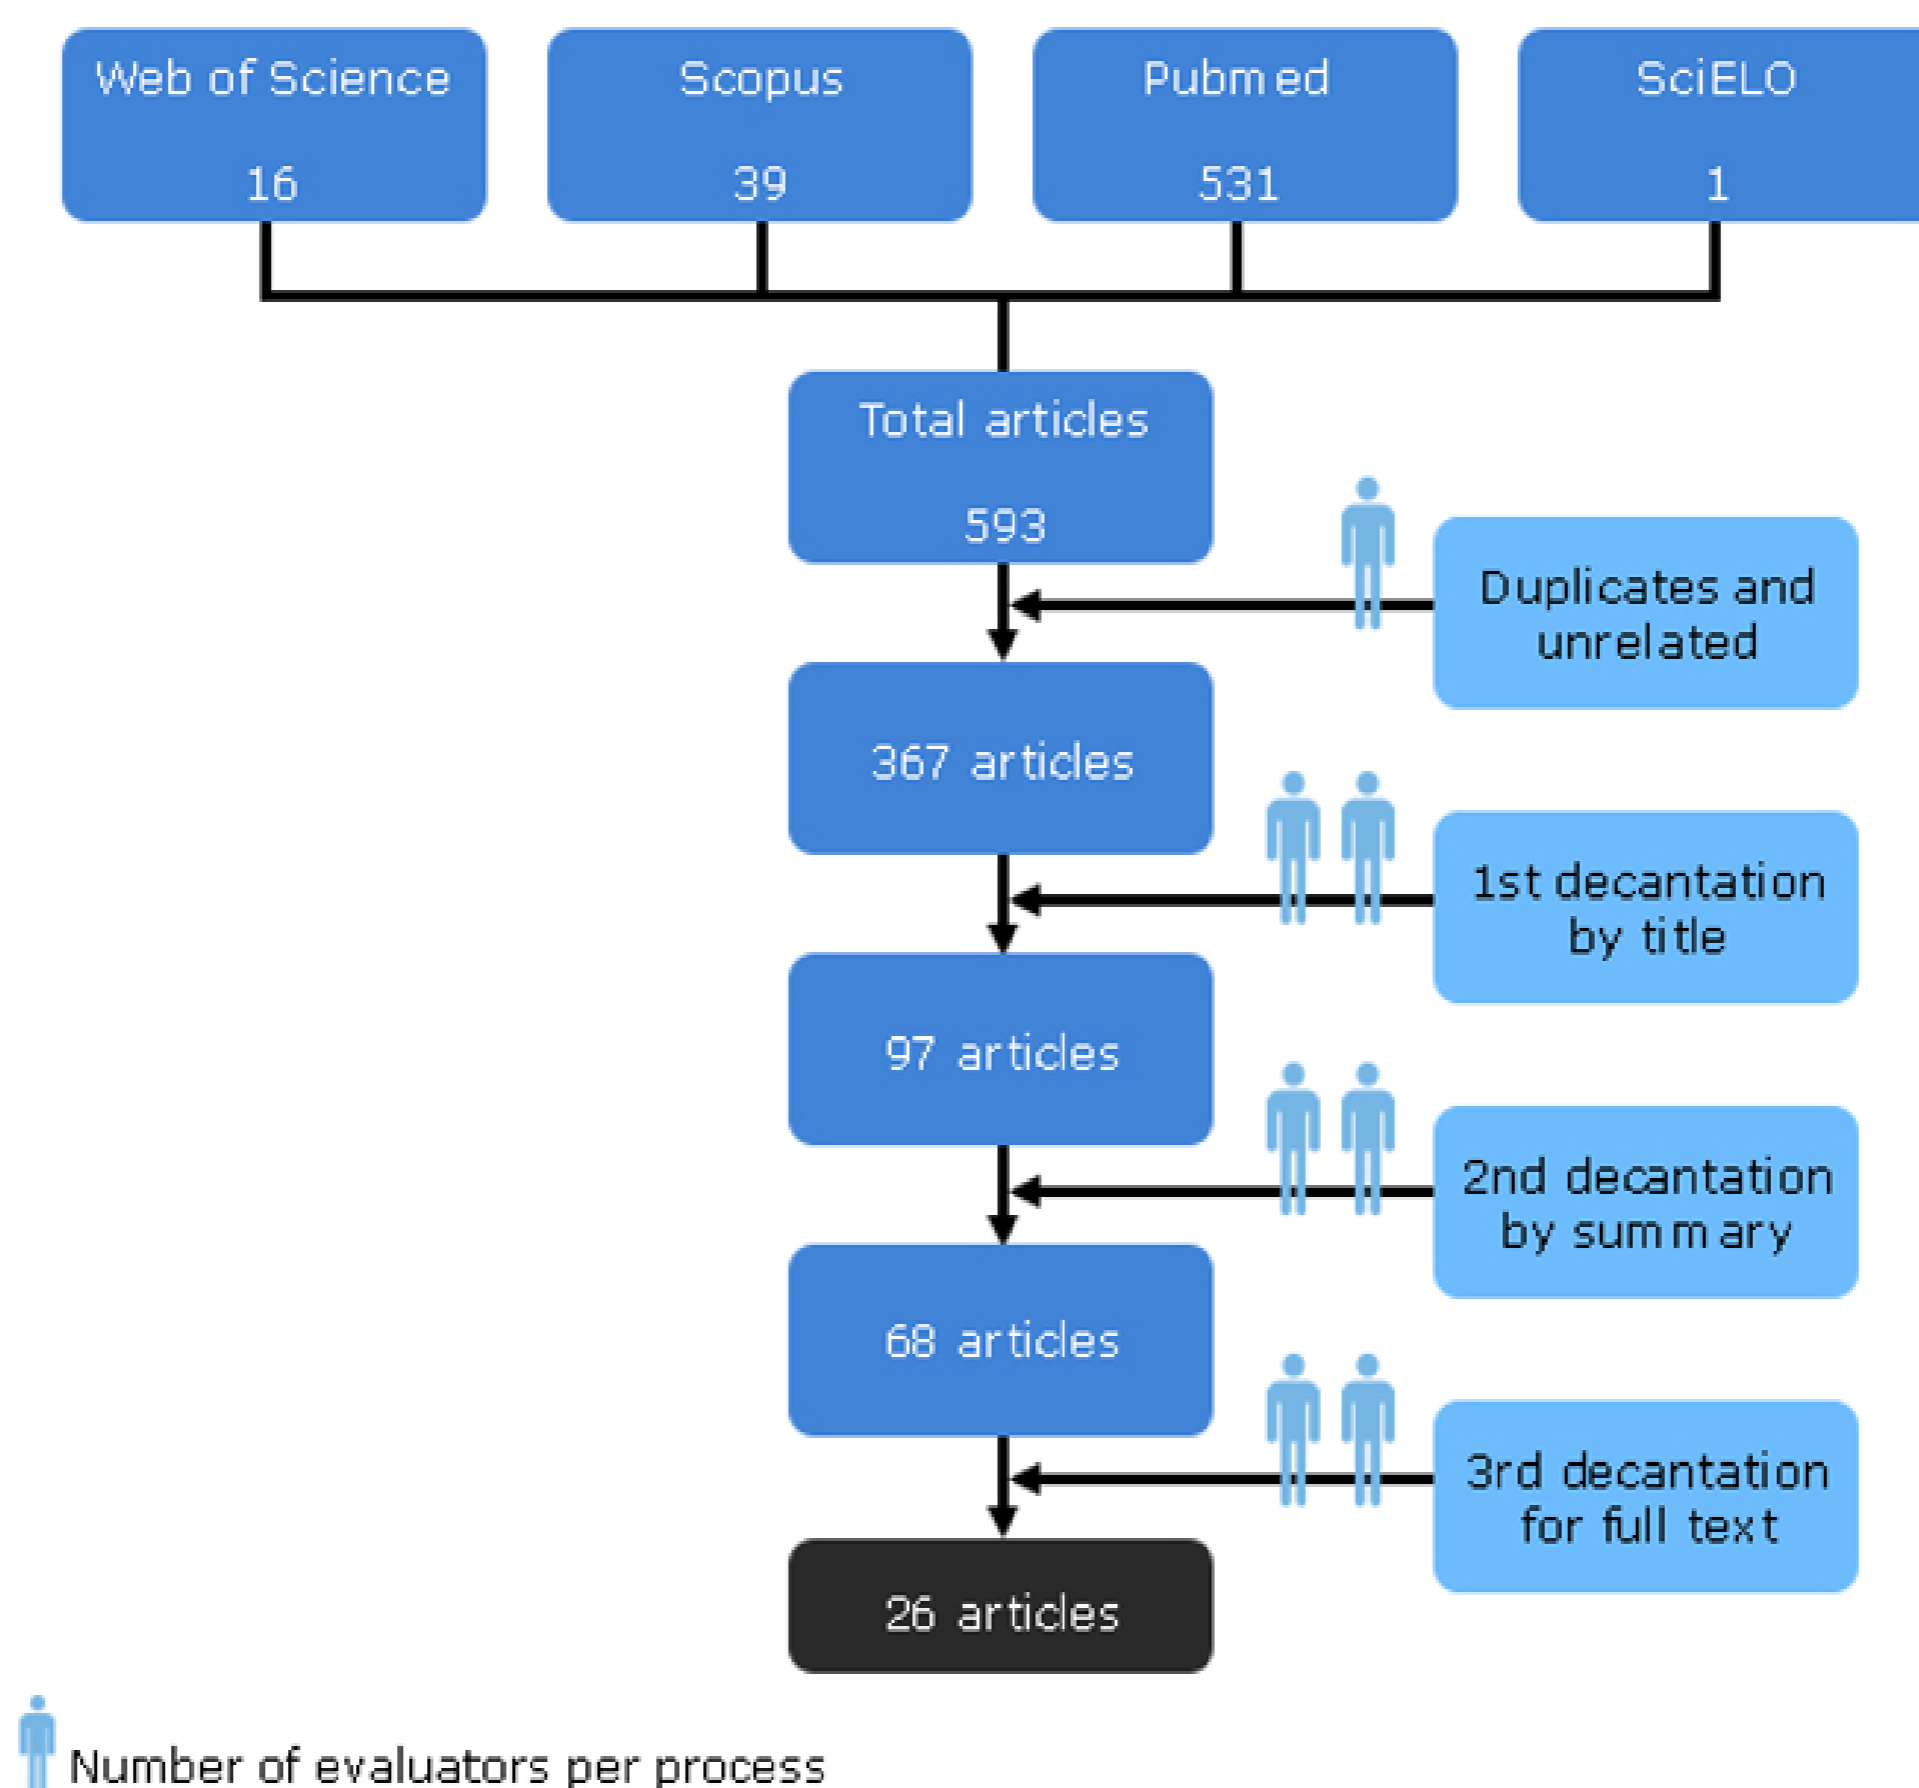 Web of Science
16
Scopus
39
Pubmed
531
SciELO
1
Total articles
593
Duplicates and
unrelated
367 articles
1st decantation
by title
97 articles
2nd decantation
by summary
68 articles
3rd decantation
for full text
26 articles
Number of evaluators per process